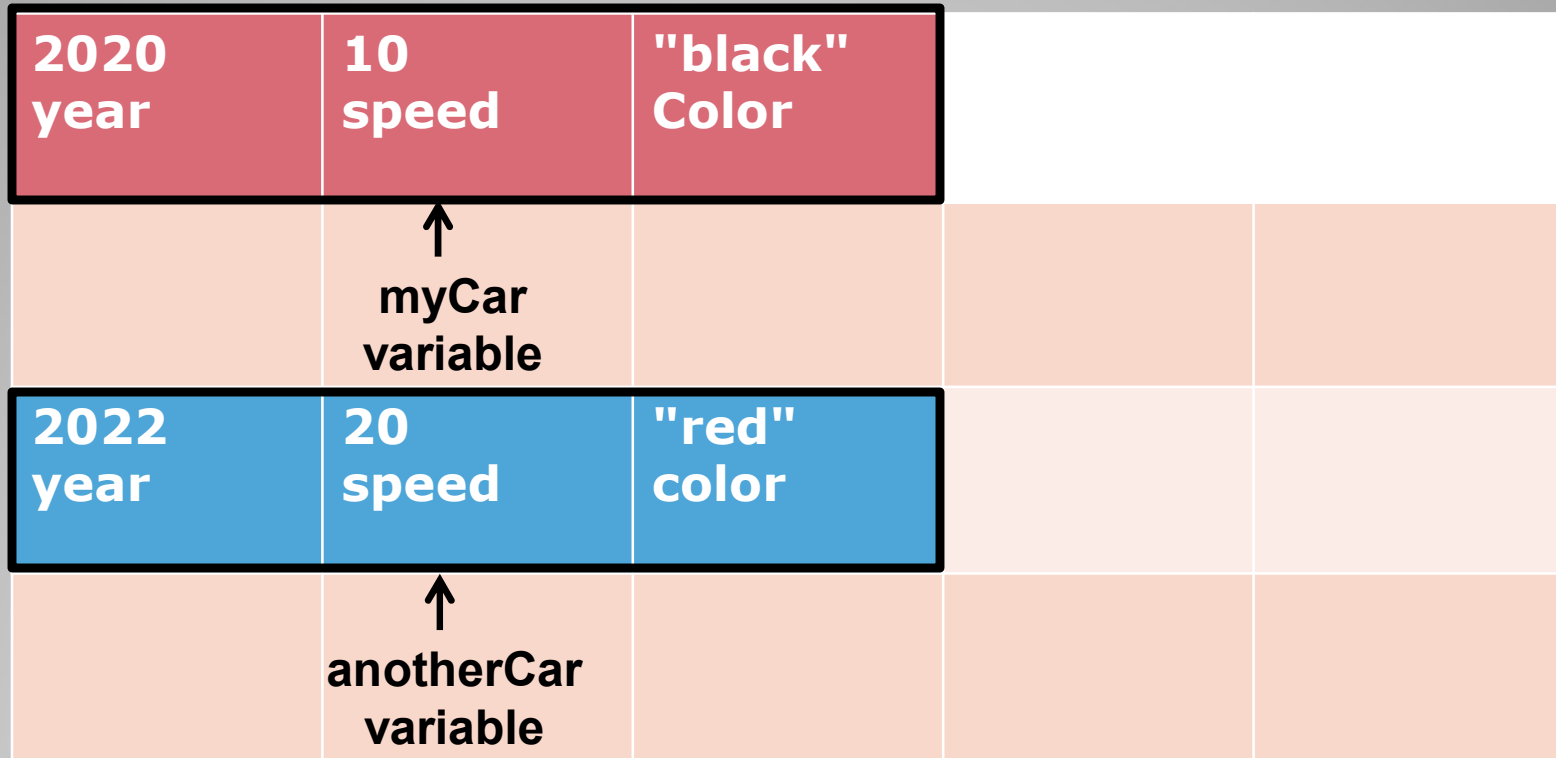 2020 10 "black"
year speed Color
myCar
variable
2022 20 "red"
year speed color
anotherCar
variable